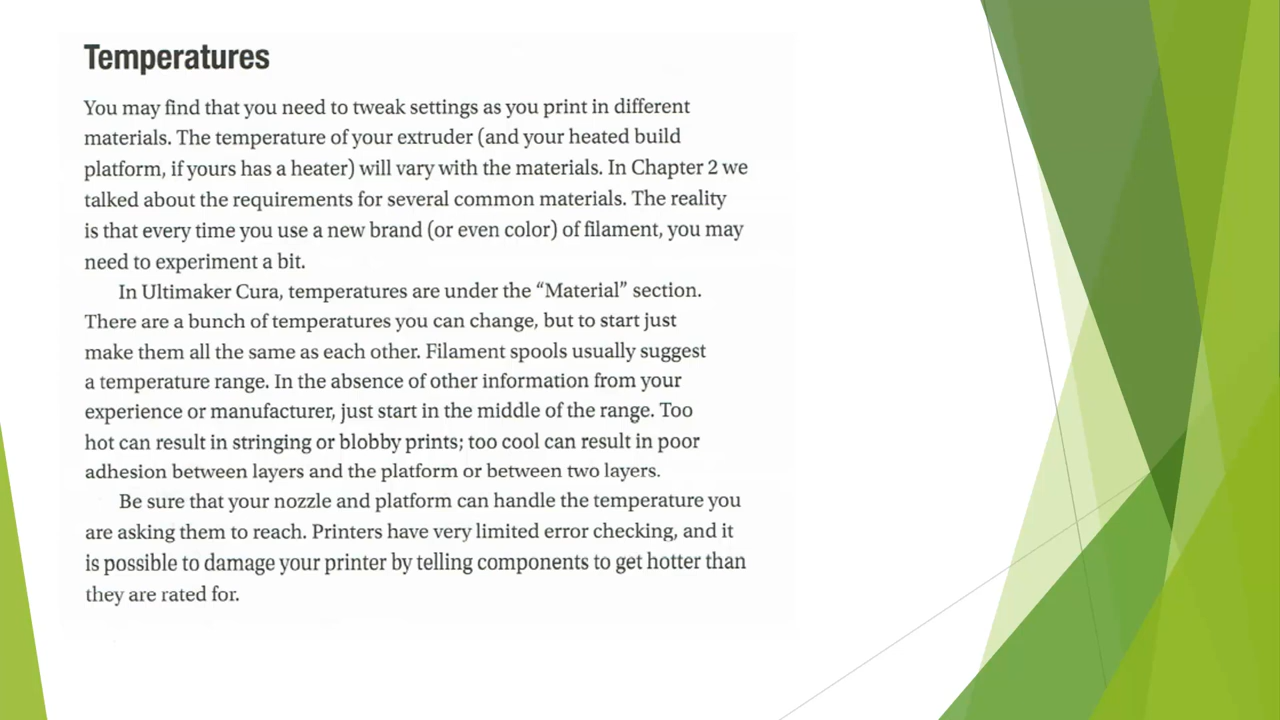 Temperatures
You may find that you need to tweak settings as you print in different
materials. The temperature of your extruder (and your heated build
platform, if yours has a heater) will vary with the materials. In Chapter 2 we
talked about the requirements for several common materials. The reality
is that every time you use a new brand (or even color) of filament, you may
need to experiment a bit.
In Ultimaker Cura, temperatures are under the “Material” section.
There are a bunch of temperatures you can change, but to start just
make them all the same as each other. Filament spools usually suggest
a temperature range. In the absence of other information from your
experience or manufacturer, just start in the middle of the range. Too
hot can result in stringing or blobby prints; too cool can result in poor
adhesion between layers and the platform or between two layers.
Be sure that your nozzle and platform can handle the temperature you
are asking them to reach. Printers have very limited error checking, and it
is possible to damage your printer by telling components to get hotter than
they are rated for.